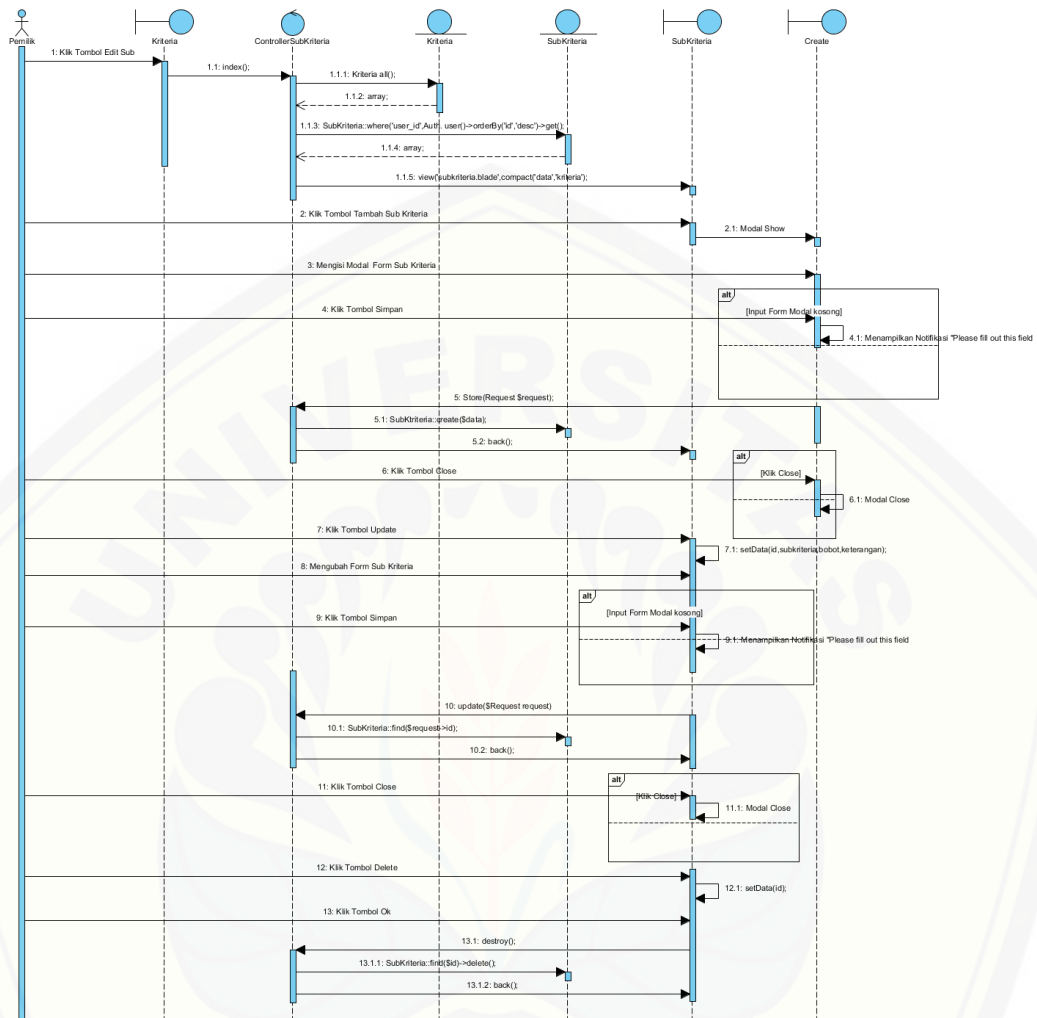 Pemilik
Kriteria
ControllerSubKriteria
Kriteria
SubKriteria
SubKriteria
Create
1: Klik Tombol Edit Sub
1.1: index();
1.1.1: Kriteria all();
1.1.2: array;
1.1.3: SubKriteria::where('user_id',Auth. user()->orderBy('id','desc')->get();
1.1.4: array;
1.1.5: view('subkriteria.blade',compact('data','kriteria');
2: Klik Tombol Tambah Sub Kriteria
2.1: Modal Show
3: Mengisi Modal Form Sub Kriteria
alt
[Input Form Modal kosong]
4: Klik Tombol Simpan
4.1: Menampilkan Notifikasi "Please fill out this field
5: Store(Request $request);
5.1: SubKtriteria::create($data);
5.2: back();
alt
[Klik Close]
6: Klik Tombol Close
6.1: Modal Close
7: Klik Tombol Update
7.1: setData(id,subkriteria,bobot,keterangan);
8: Mengubah Form Sub Kriteria
alt
[Input Form Modal kosong]
9: Klik Tombol Simpan
9.1: Menampilkan Notifikasi "Please fill out this field
10: update($Request request)
10.1: SubKriteria::find($request->id);
10.2: back();
alt
11: Klik Tombol Close
[Klik Close]
11.1: Modal Close
12: Klik Tombol Delete
12.1: setData(id);
13: Klik Tombol Ok
13.1: destroy();
13.1.1: SubKriteria::find($id)->delete();
13.1.2: back();
UNIVERSITAS